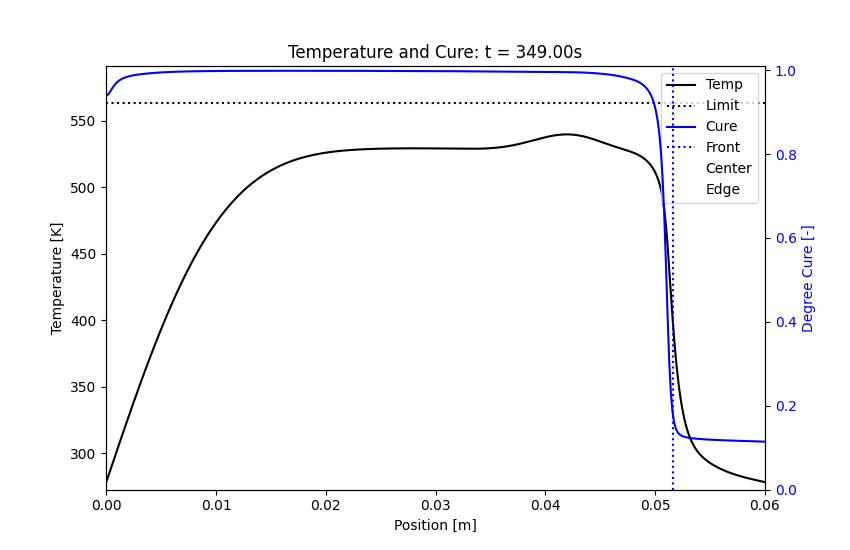 Temperature and Cure: t = 349.00s
Temp
Limit
Cure
Front
Center
Edge
Temperature [K]
550
500
450
400
350
300
1.0
0.8
0.6
0.4
0.2
0.0
Degree Cure [-]
0.00 0.01 0.02 0.03 0.04 0.05 0.06
Position [m]